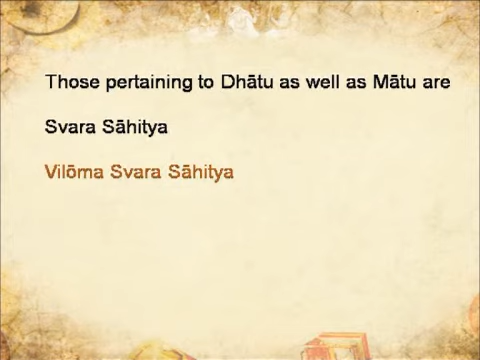 Those pertaining to Dhātu as well as Mātu are
Svara Sāhitya
Vilōma Svara Sāhitya